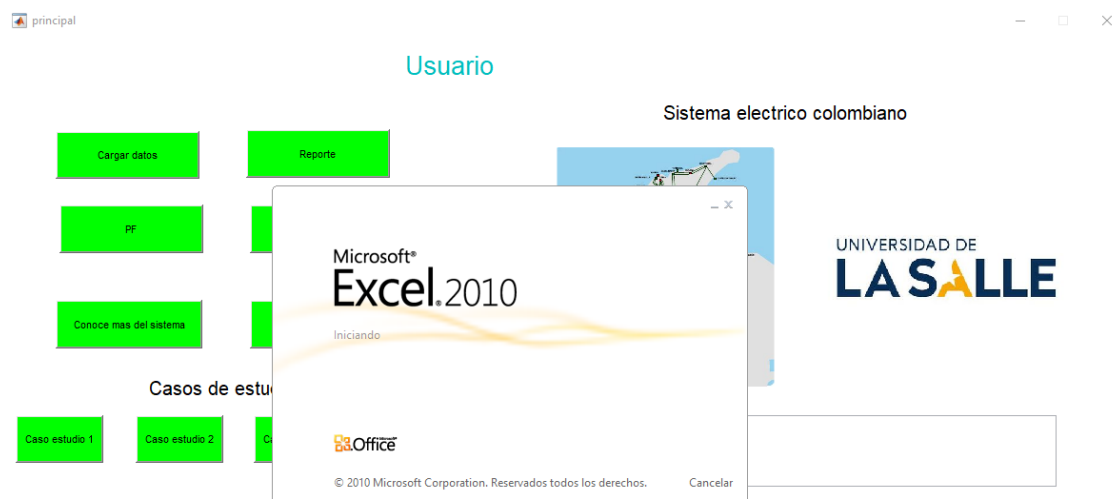 principal
Usuario
Sistema electrico colombiano
Cargar datos
Reporte
PF
Conoce mas del sistema
Microsoft®
Excel®2010
Iniciando
UNIVERSIDAD DE
LA SALLE
Casos de estu
Caso estudio 1
Caso estudio 2
Office
© 2010 Microsoft Corporation. Reservados todos los derechos.
Cancelar